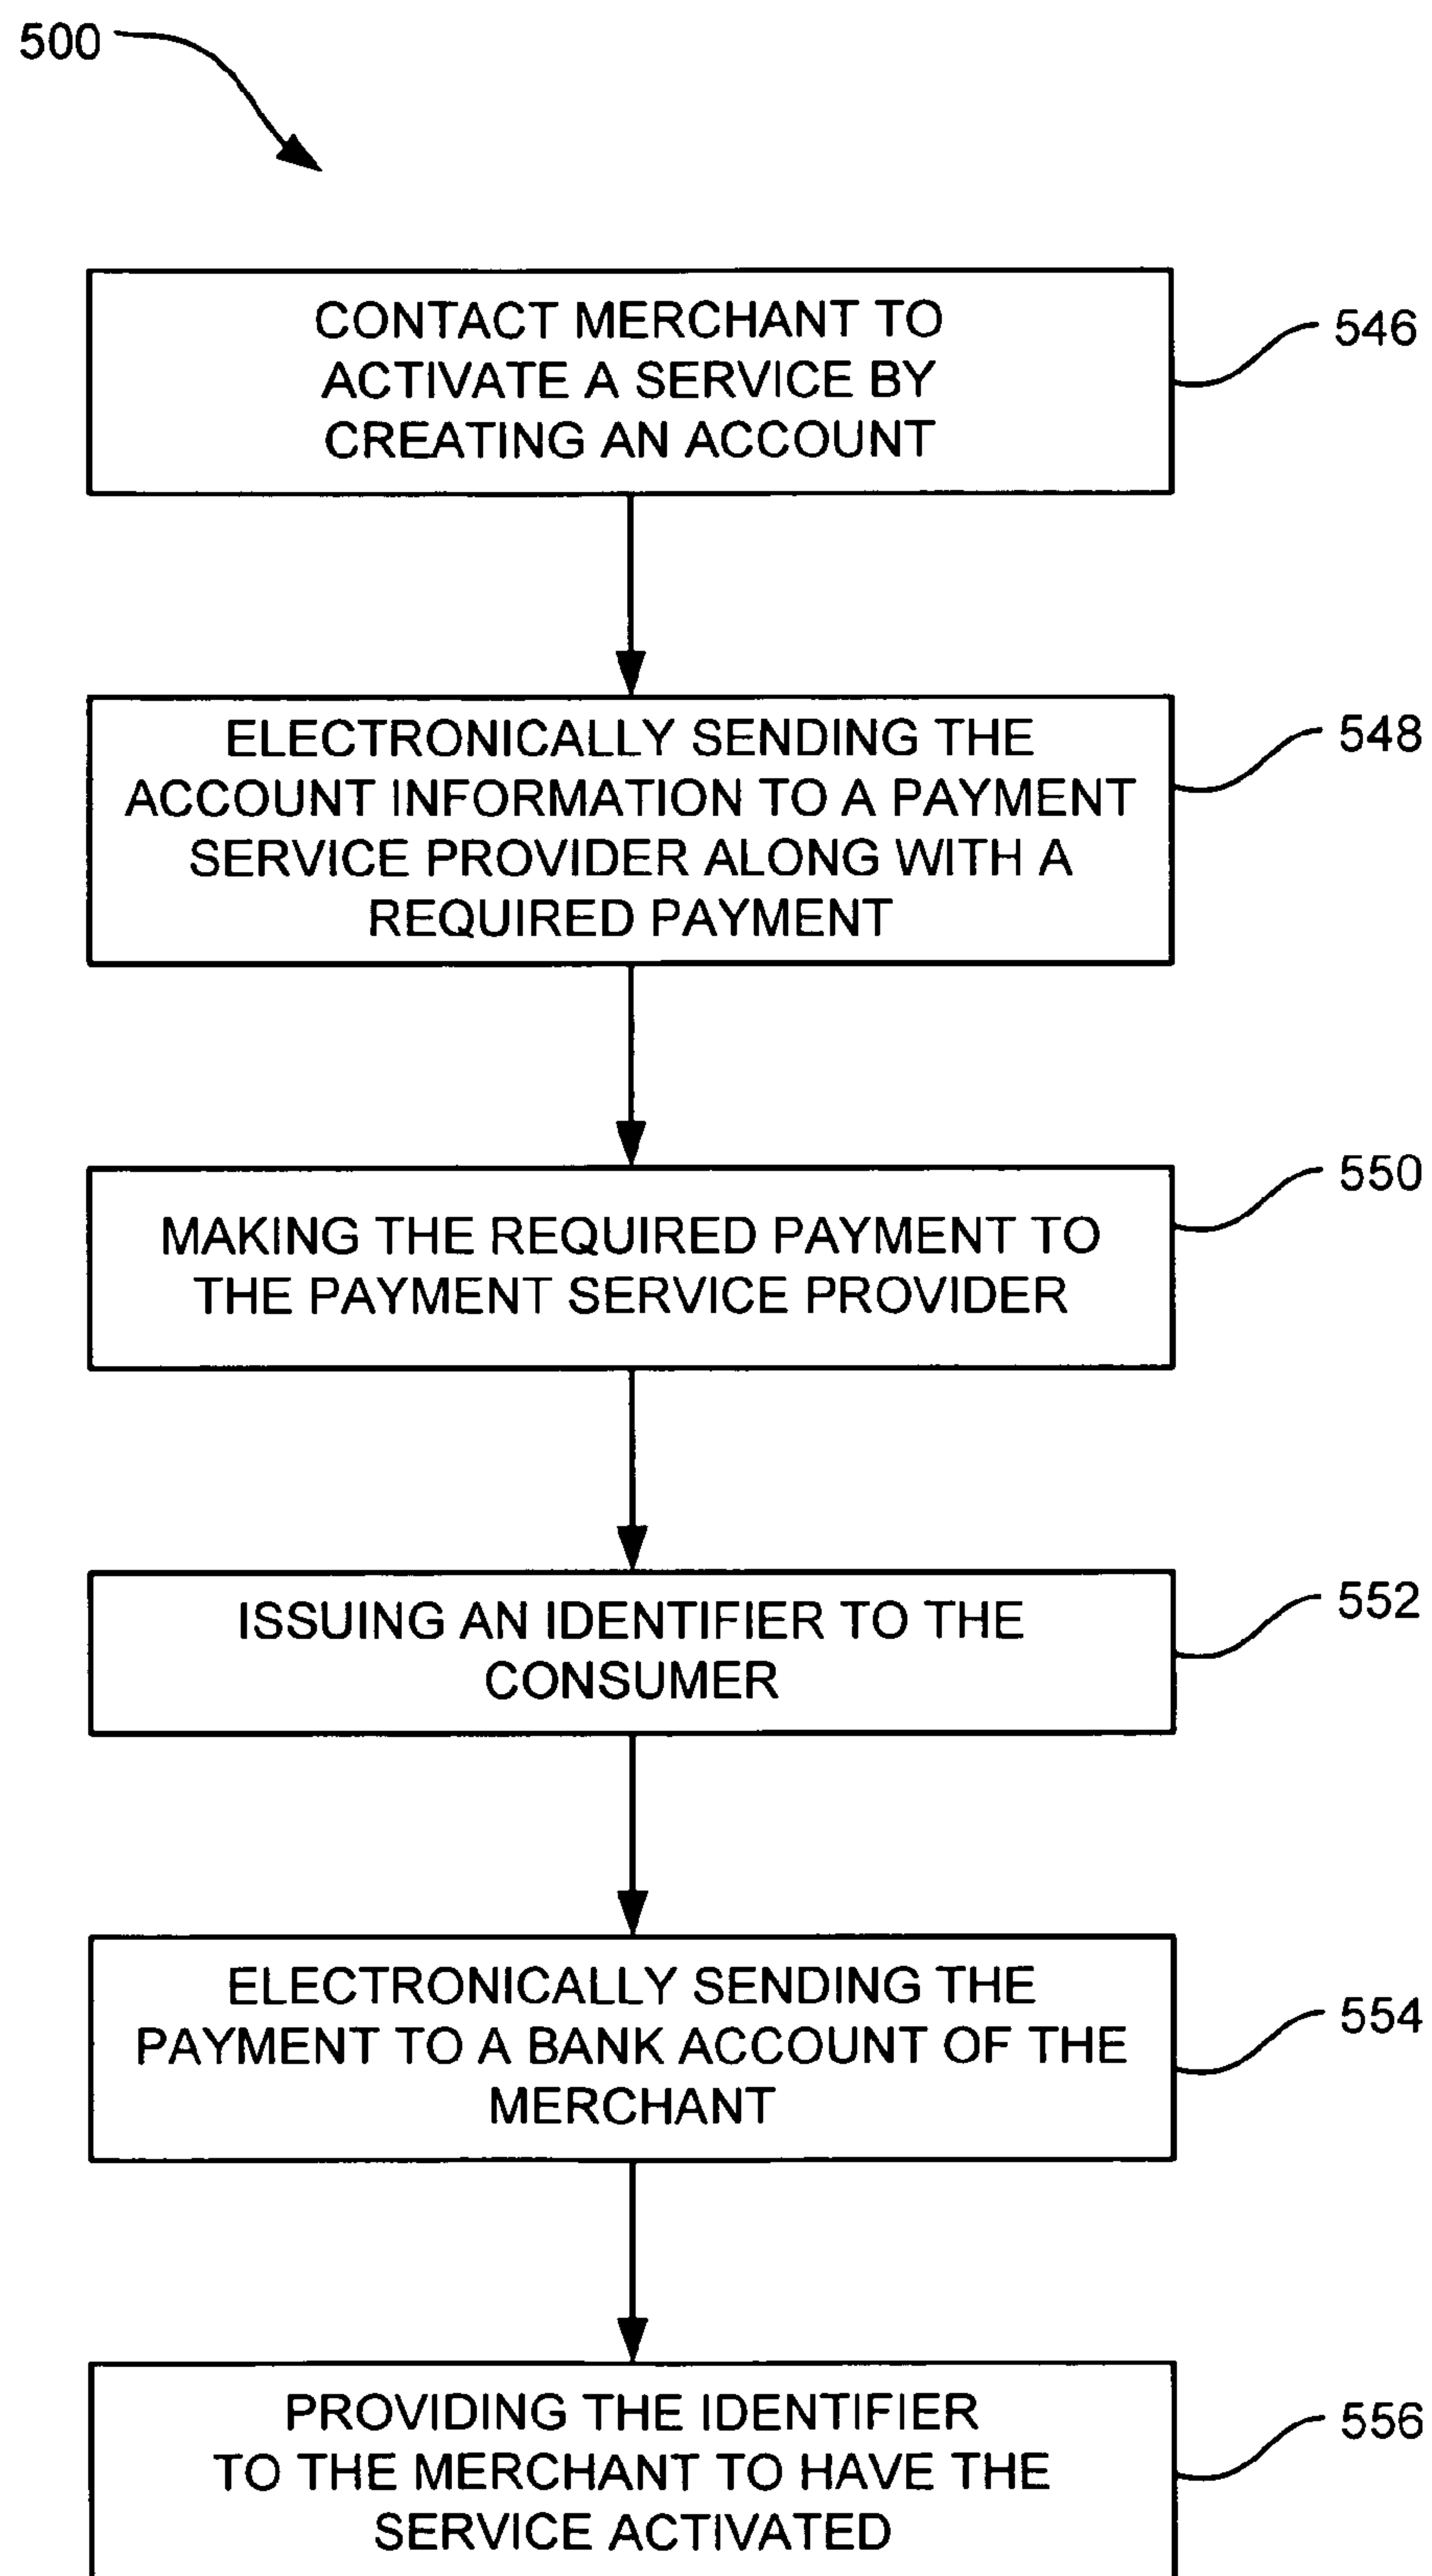 500
CONTACT MERCHANT TO
ACTIVATE A SERVICE BY
CREATING AN ACCOUNT
546
ELECTRONICALLY SENDING THE
ACCOUNT INFORMATION TO A PAYMENT
SERVICE PROVIDER ALONG WITH A
REQUIRED PAYMENT
548
MAKING THE REQUIRED PAYMENT TO
THE PAYMENT SERVICE PROVIDER
550
ISSUING AN IDENTIFIER TO THE
CONSUMER
552
ELECTRONICALLY SENDING THE
PAYMENT TO A BANK ACCOUNT OF THE
MERCHANT
554
PROVIDING THE IDENTIFIER
TO THE MERCHANT TO HAVE THE
SERVICE ACTIVATED
556